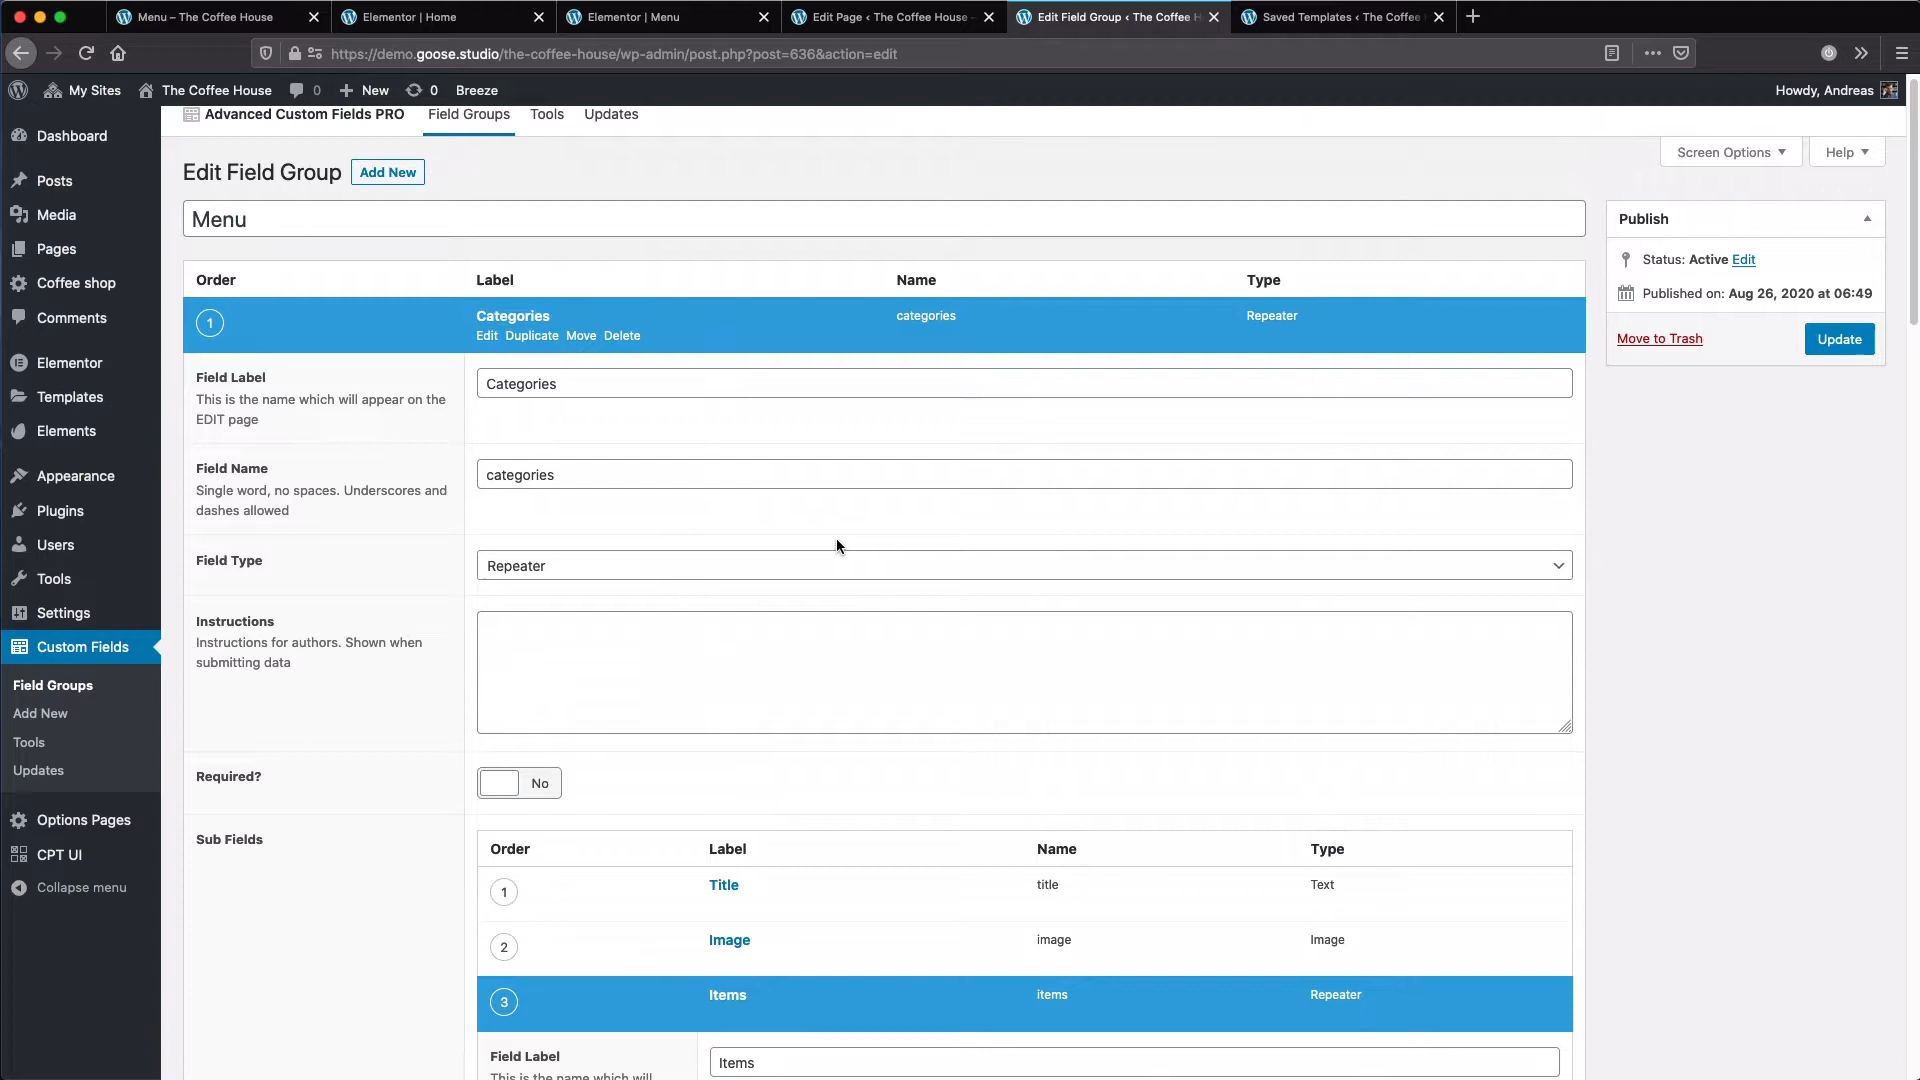 Menu – The Coffee House
Elementor | Home
Elementor | Menu
Edit Page ‹ The Coffee House
Edit Field Group ‹ The Coffee H
Saved Templates ‹ The Coffee
https://demo.goose.studio/the-coffee-house/wp-admin/post.php?post=636&action=edit
My Sites
The Coffee House
0
New
0
Breeze
Howdy, Andreas
Advanced Custom Fields PRO
Field Groups
Tools
Updates
Dashboard
Posts
Media
Pages
Coffee shop
Comments
Elementor
Templates
Elements
Appearance
Plugins
Users
Tools
Settings
Custom Fields
Field Groups
Add New
Tools
Updates
Options Pages
CPT UI
Collapse menu
Screen Options
Help
Edit Field Group
Add New
Menu
Order
Label
Name
Type
1
Categories
categories
Repeater
Edit Duplicate Move Delete
Field Label
This is the name which will appear on the
EDIT page
Categories
Field Name
Single word, no spaces. Underscores and
dashes allowed
categories
Field Type
Repeater
Instructions
Instructions for authors. Shown when
submitting data
Required?
No
Sub Fields
Order
Label
Name
Type
1
Title
title
Text
2
Image
image
Image
3
Items
items
Repeater
Field Label
This is the name which will
Items
Publish
Status: Active Edit
Published on: Aug 26, 2020 at 06:49
Move to Trash
Update